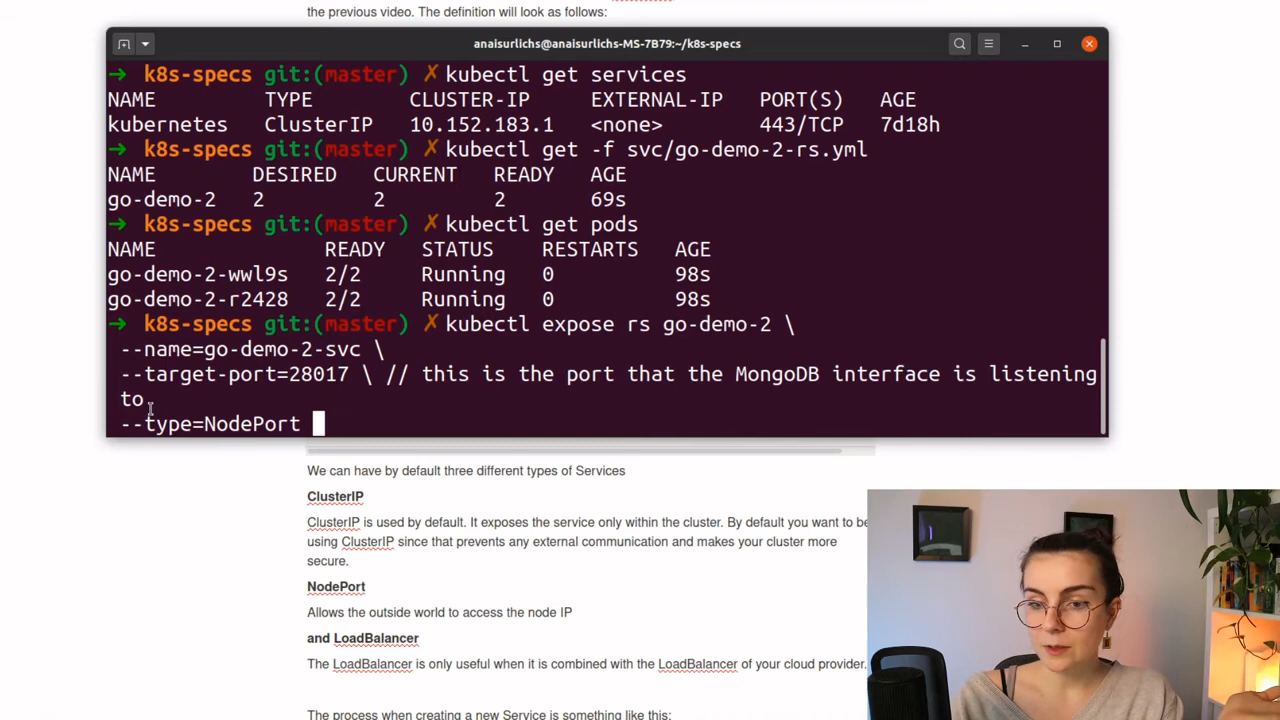 the previous video. The definition will look as follows:
anaisurlichs@anaisurlichs-MS-7B79:~/k8s-specs
→ k8s-specs git:(master) ✗ kubectl get services
NAME TYPE CLUSTER-IP EXTERNAL-IP PORT(S) AGE
kubernetes ClusterIP 10.152.183.1 <none> 443/TCP 7d18h
→ k8s-specs git:(master) ✗ kubectl get -f svc/go-demo-2-rs.yml
NAME DESIRED CURRENT READY AGE
go-demo-2 2 2 2 69s
→ k8s-specs git:(master) ✗ kubectl get pods
NAME READY STATUS RESTARTS AGE
go-demo-2-wwl9s 2/2 Running 0 98s
go-demo-2-r2428 2/2 Running 0 98s
→ k8s-specs git:(master) ✗ kubectl expose rs go-demo-2 \
--name=go-demo-2-svc \
--target-port=28017 \ // this is the port that the MongoDB interface is listening
to
--type=NodePort
We can have by default three different types of Services
ClusterIP
ClusterIP is used by default. It exposes the service only within the cluster. By default you want to be
using ClusterIP since that prevents any external communication and makes your cluster more
secure.
NodePort
Allows the outside world to access the node IP
and LoadBalancer
The LoadBalancer is only useful when it is combined with the LoadBalancer of your cloud provider.
The process when creating a new Service is something like this: